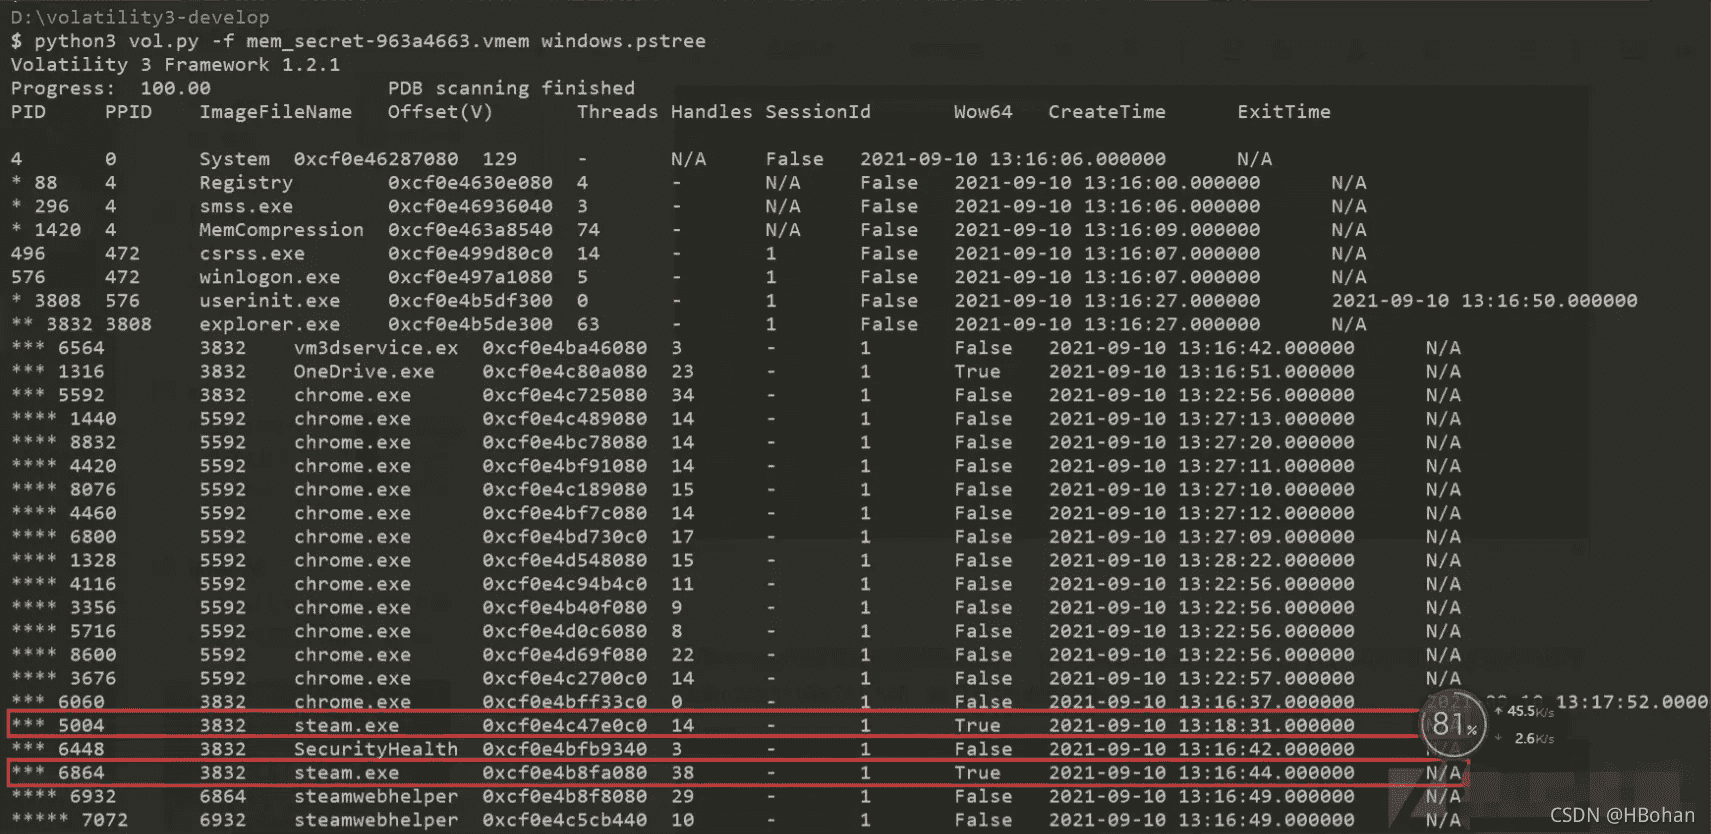 D:\volatility3-develop
$ python3 vol.py -f mem_secret-963a4663.vmem windows.pstree
Volatility 3 Framework 1.2.1
Progress: 100.00 PDB scanning finished
PID PPID ImageFileName Offset(V) Threads Handles SessionId Wow64 CreateTime ExitTime
4 0 System 0xcf0e46287080 129 - N/A False 2021-09-10 13:16:06.000000 N/A
* 88 4 Registry 0xcf0e4630e080 4 - N/A False 2021-09-10 13:16:00.000000 N/A
* 296 4 smss.exe 0xcf0e46936040 3 - N/A False 2021-09-10 13:16:06.000000 N/A
* 1420 4 MemCompression 0xcf0e463a8540 74 - N/A False 2021-09-10 13:16:09.000000 N/A
496 472 csrss.exe 0xcf0e499d80c0 14 - 1 False 2021-09-10 13:16:07.000000 N/A
576 472 winlogon.exe 0xcf0e497a1080 5 - 1 False 2021-09-10 13:16:07.000000 N/A
* 3808 576 userinit.exe 0xcf0e4b5df300 0 - 1 False 2021-09-10 13:16:27.000000 2021-09-10 13:16:50.000000
** 3832 3808 explorer.exe 0xcf0e4b5de300 63 - 1 False 2021-09-10 13:16:27.000000 N/A
*** 6564 3832 vm3dservice.ex 0xcf0e4ba46080 3 - 1 False 2021-09-10 13:16:42.000000 N/A
*** 1316 3832 OneDrive.exe 0xcf0e4c80a080 23 - 1 True 2021-09-10 13:16:51.000000 N/A
*** 5592 3832 chrome.exe 0xcf0e4c725080 34 - 1 False 2021-09-10 13:22:56.000000 N/A
**** 1440 5592 chrome.exe 0xcf0e4c489080 14 - 1 False 2021-09-10 13:27:13.000000 N/A
**** 8832 5592 chrome.exe 0xcf0e4bc78080 14 - 1 False 2021-09-10 13:27:20.000000 N/A
**** 4420 5592 chrome.exe 0xcf0e4bf91080 14 - 1 False 2021-09-10 13:27:11.000000 N/A
**** 8076 5592 chrome.exe 0xcf0e4c189080 15 - 1 False 2021-09-10 13:27:10.000000 N/A
**** 4460 5592 chrome.exe 0xcf0e4bf7c080 14 - 1 False 2021-09-10 13:27:12.000000 N/A
**** 6800 5592 chrome.exe 0xcf0e4bd730c0 17 - 1 False 2021-09-10 13:27:09.000000 N/A
**** 1328 5592 chrome.exe 0xcf0e4d548080 15 - 1 False 2021-09-10 13:28:22.000000 N/A
**** 4116 5592 chrome.exe 0xcf0e4c94b4c0 11 - 1 False 2021-09-10 13:22:56.000000 N/A
**** 3356 5592 chrome.exe 0xcf0e4b40f080 9 - 1 False 2021-09-10 13:22:56.000000 N/A
**** 5716 5592 chrome.exe 0xcf0e4d0c6080 8 - 1 False 2021-09-10 13:22:56.000000 N/A
**** 8600 5592 chrome.exe 0xcf0e4d69f080 22 - 1 False 2021-09-10 13:22:56.000000 N/A
**** 3676 5592 chrome.exe 0xcf0e4c2700c0 14 - 1 False 2021-09-10 13:22:57.000000 N/A
*** 6060 3832 chrome.exe 0xcf0e4bff33c0 0 - 1 False 2021-09-10 13:16:37.000000 13:17:52.0000
*** 5004 3832 steam.exe 0xcf0e4c47e0c0 14 - 1 True 2021-09-10 13:18:31.000000
81% 45.5K/s
2.6K/s
*** 6448 3832 SecurityHealth 0xcf0e4bfb9340 3 - 1 False 2021-09-10 13:16:42.000000 N/A
*** 6864 3832 steam.exe 0xcf0e4b8fa080 38 - 1 True 2021-09-10 13:16:44.000000 N/A
**** 6932 6864 steamwebhelper 0xcf0e4b8f8080 29 - 1 False 2021-09-10 13:16:49.000000 N/A
***** 7072 6932 steamwebhelper 0xcf0e4c5cb440 10 - 1 False 2021-09-10 13:16:49.000000 N/A
CSDN @HBohan